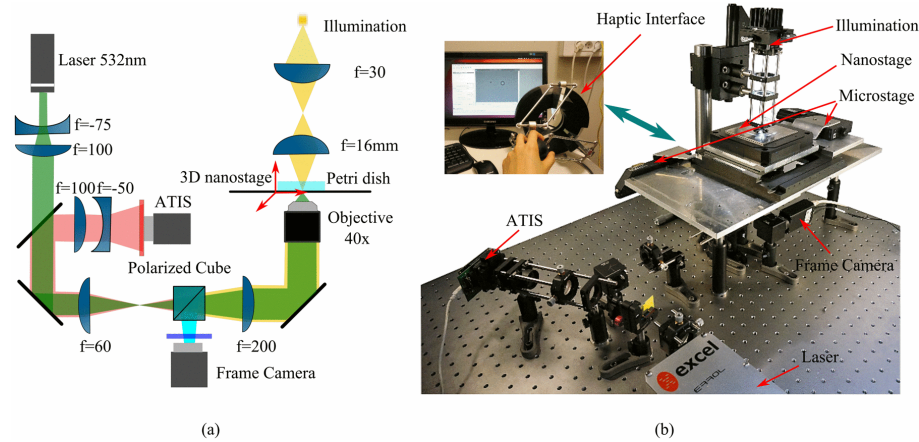 Laser 532nm
f=-75
f=100
f=100
f=-50
ATIS
Polarized Cube
f=60
f=200
Frame Camera
Illumination
f=30
f=16mm
3D nanostage
Petri dish
Objective
40x
(a)
Haptic Interface
Illumination
Nanostage
Microstage
ATIS
Frame Camera
Laser
excel
(b)